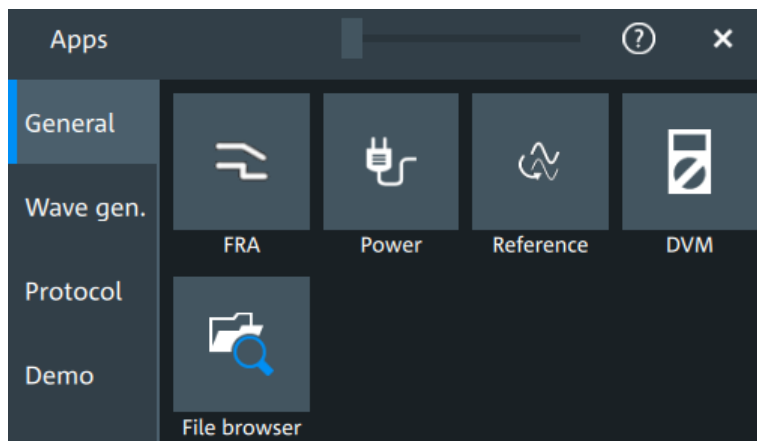 Apps ? ×
General
FRA Power Reference DVM
Wave gen.
Protocol
Demo
File browser